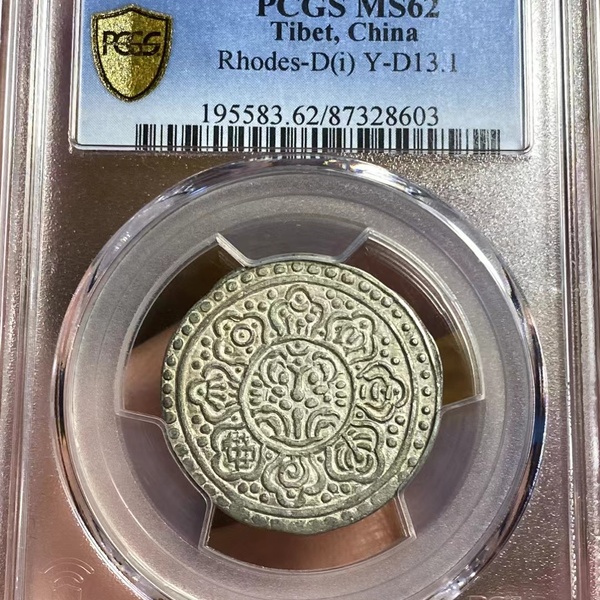 PCGS
PCGS MS62
Tibet, China
Rhodes-D(i) Y-D13.1
195583.62/87328603